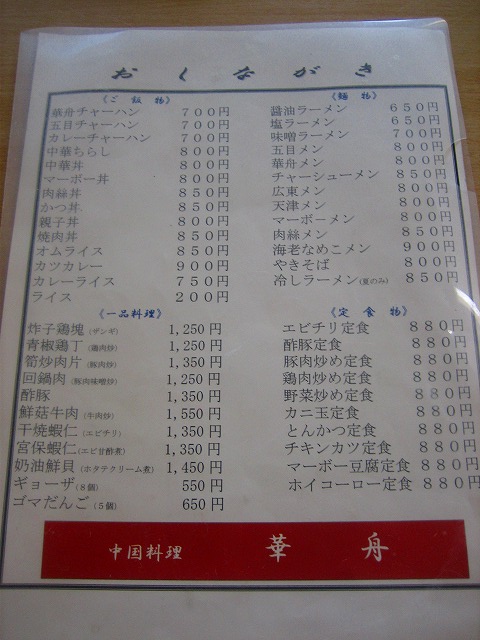 おしながき
《ご飯物》
華舟チャーハン 700円
五目チャーハン 700円
カレーチャーハン 700円
中華ちらし 800円
中華丼 800円
マーボー丼 800円
肉絲丼 850円
かつ丼 850円
親子丼 800円
焼肉丼 850円
オムライス 850円
カツカレー 900円
カレーライス 750円
ライス 200円
《麺物》
醤油ラーメン 650円
塩ラーメン 650円
味噌ラーメン 700円
五目メン 800円
華舟メン 800円
チャーシューメン 850円
広東メン 800円
天津メン 800円
マーボーメン 800円
肉絲メン 850円
海老なめこメン 900円
やきそば 800円
冷しラーメン(夏のみ) 850円
《一品料理》
炸子鶏塊(ザンギ) 1,250円
青椒鶏丁(鶏肉炒) 1,250円
筍炒肉片(豚肉炒) 1,350円
回鍋肉(豚肉味噌炒) 1,250円
酢豚 1,350円
鮮菇牛肉(牛肉炒) 1,550円
干焼蝦仁(エビチリ) 1,350円
宮保蝦仁(エビ甘酢煮) 1,350円
奶油鮮貝(ホタテクリーム煮) 1,450円
ギョーザ(8個) 550円
ゴマだんご(5個) 650円
《定食物》
エビチリ定食 880円
酢豚定食 880円
豚肉炒め定食 880円
鶏肉炒め定食 880円
野菜炒め定食 880円
カニ玉定食 880円
とんかつ定食 880円
チキンカツ定食 880円
マーボー豆腐定食 880円
ホイコーロー定食 880円
中国料理 華舟